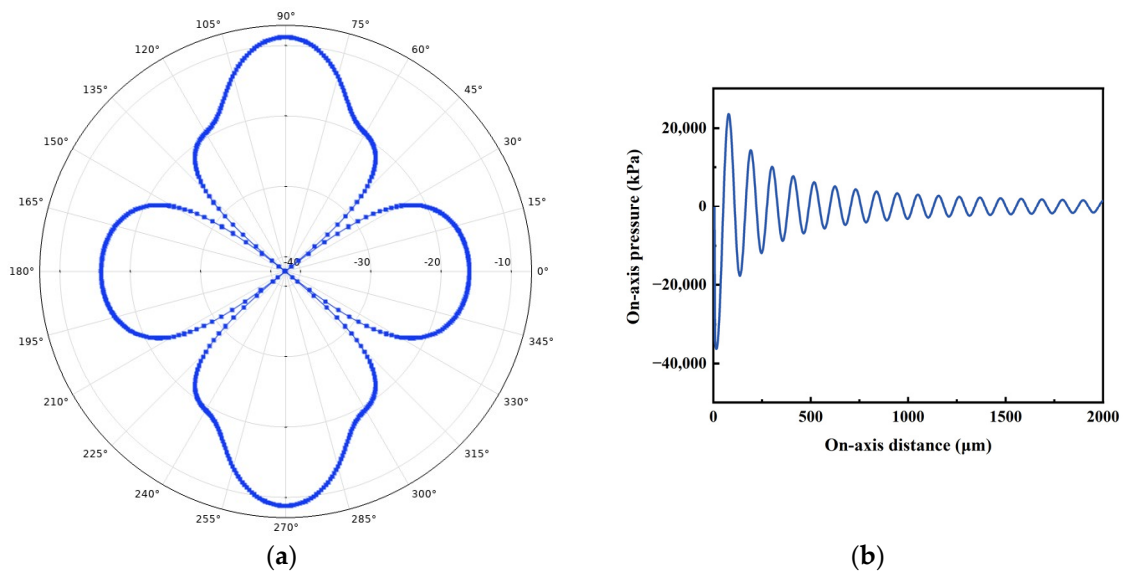 90°
105° 75°
120° 60°
135° 45°
150° 30°
165° 15°
180° -40 -30 -20 -10 0°
195° 345
210° 330
225° 315°
240° 300°
255° 285°
270°
(a)
20,000
0
−20,000
−40,000
On-axis pressure (kPa)
0 500 1000 1500 2000
On-axis distance (μm)
(b)